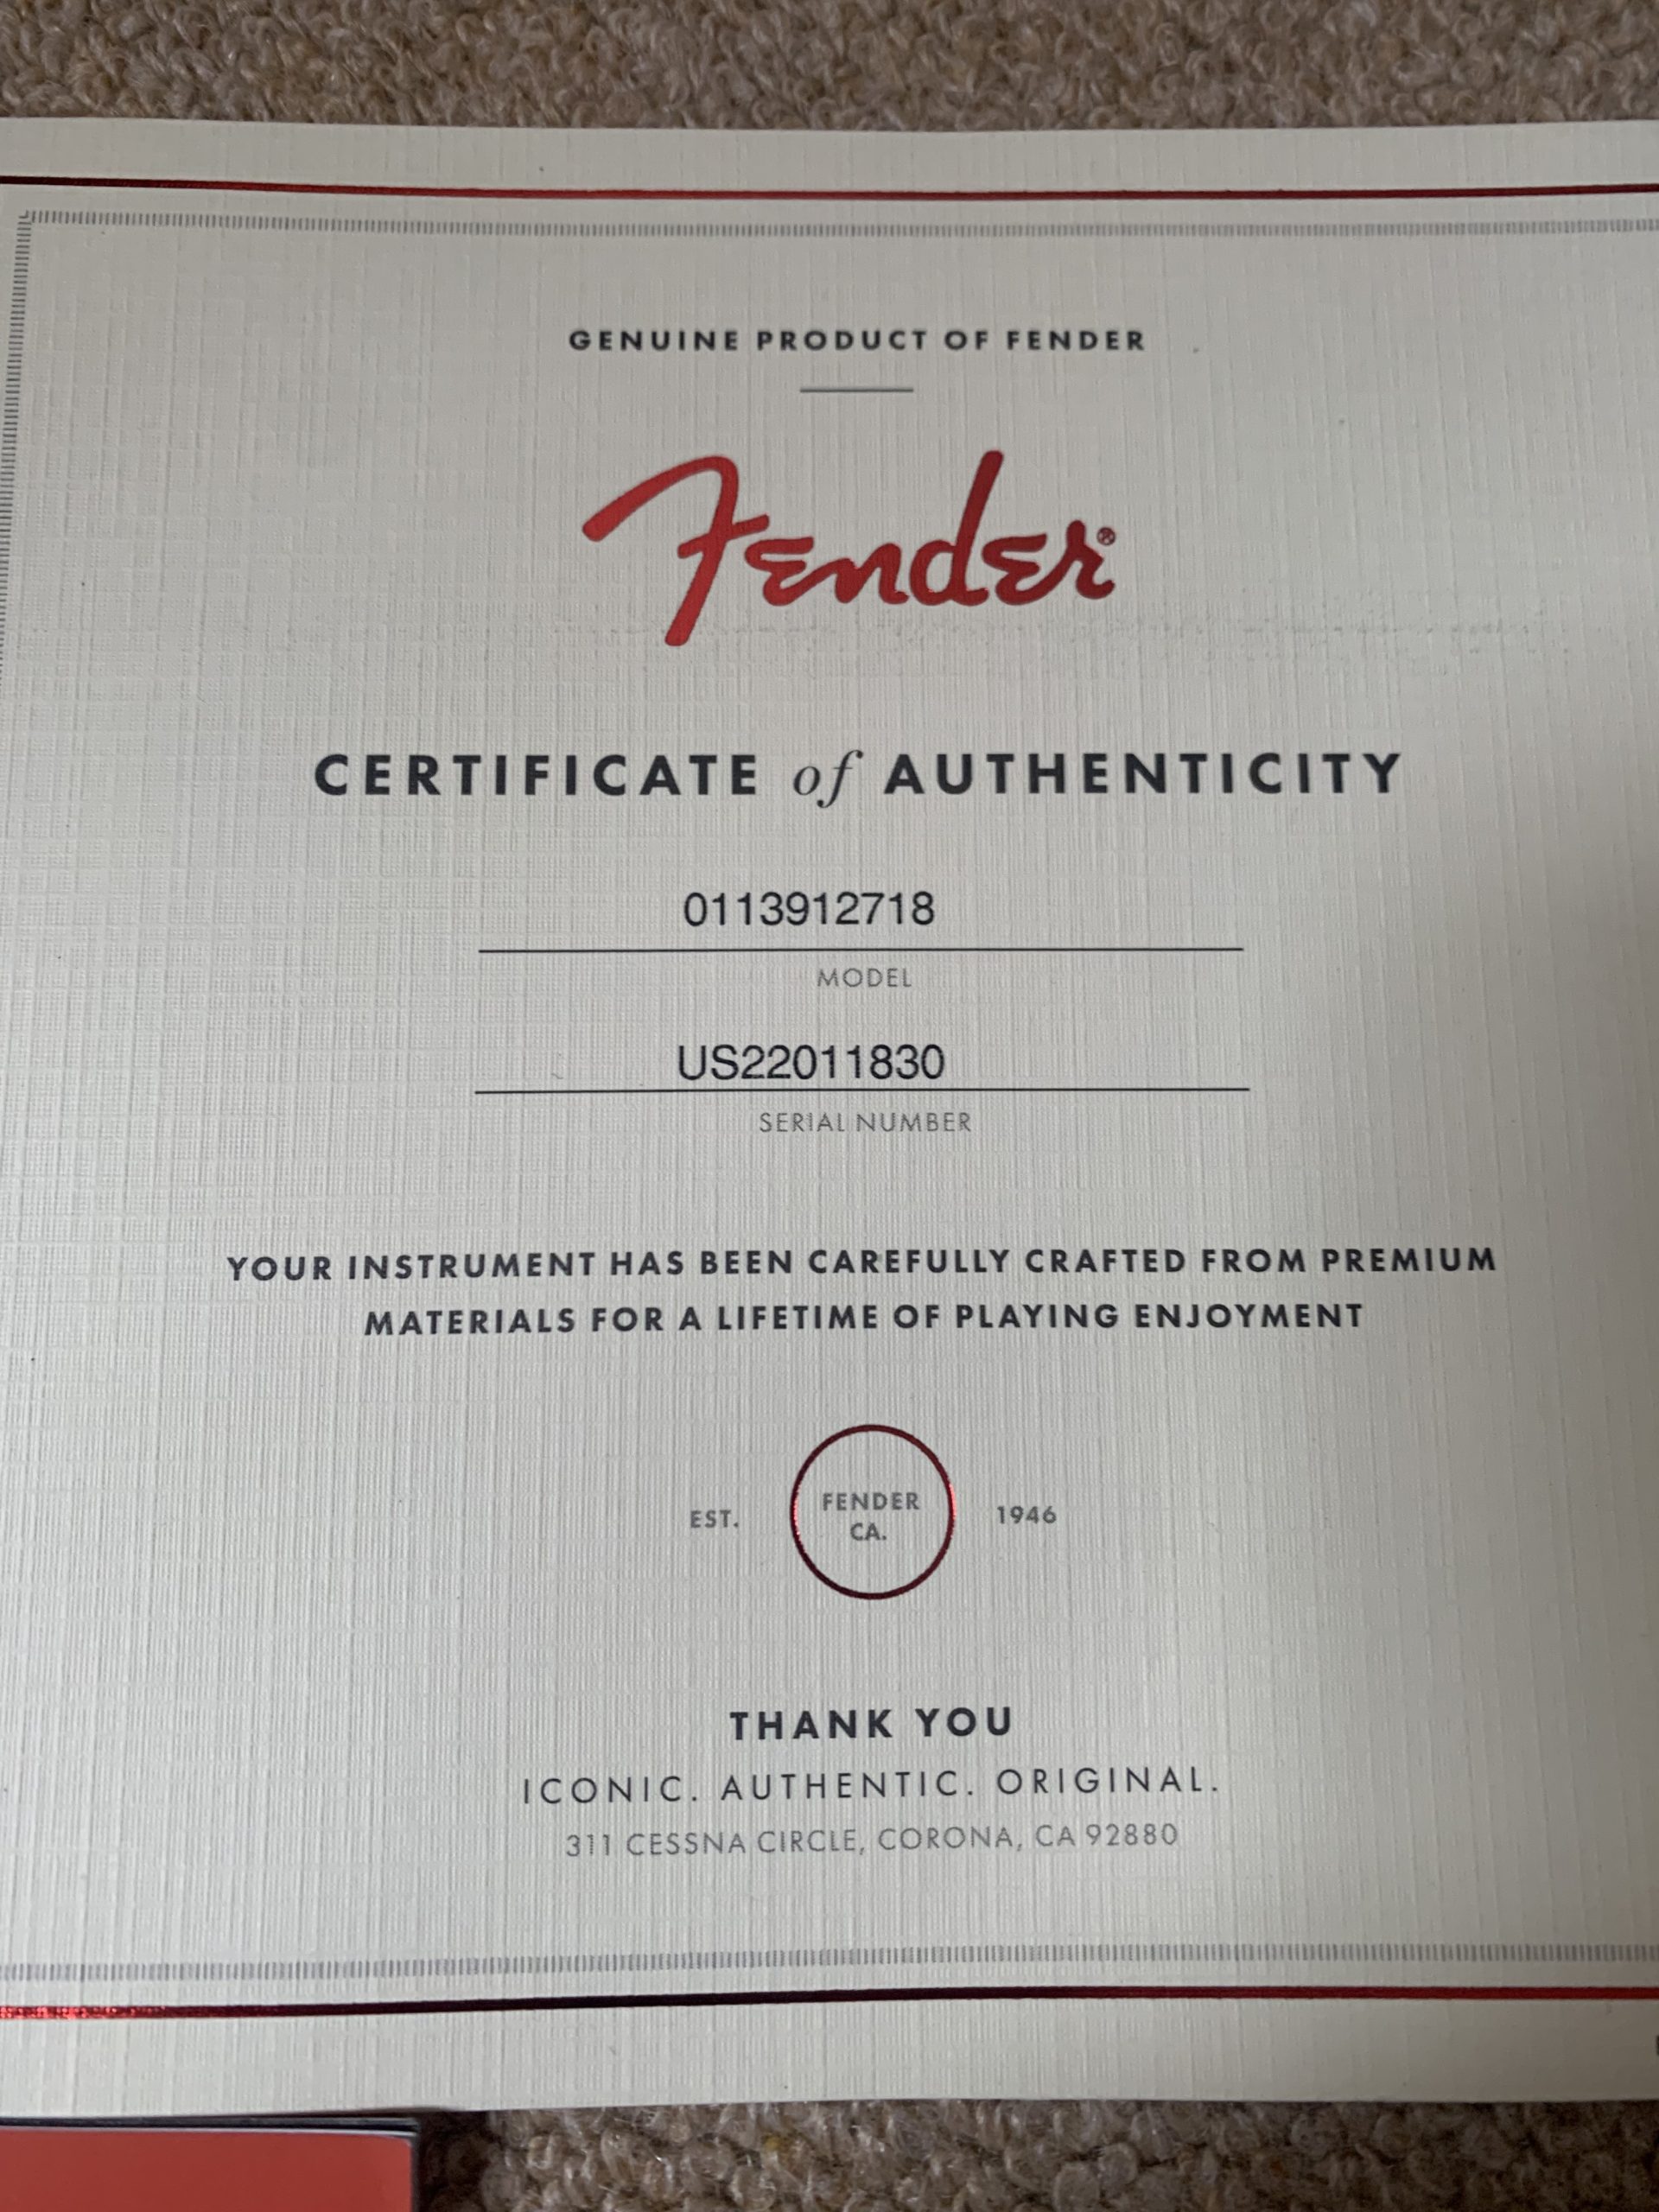 GENUINE PRODUCT OF FENDER
Fender®
CERTIFICATE of AUTHENTICITY
0113912718
MODEL
US22011830
SERIAL NUMBER
YOUR INSTRUMENT HAS BEEN CAREFULLY CRAFTED FROM PREMIUM
MATERIALS FOR A LIFETIME OF PLAYING ENJOYMENT
EST. FENDER 1946
CA.
THANK YOU
ICONIC. AUTHENTIC. ORIGINAL.
311 CESSNA CIRCLE, CORONA, CA 92880